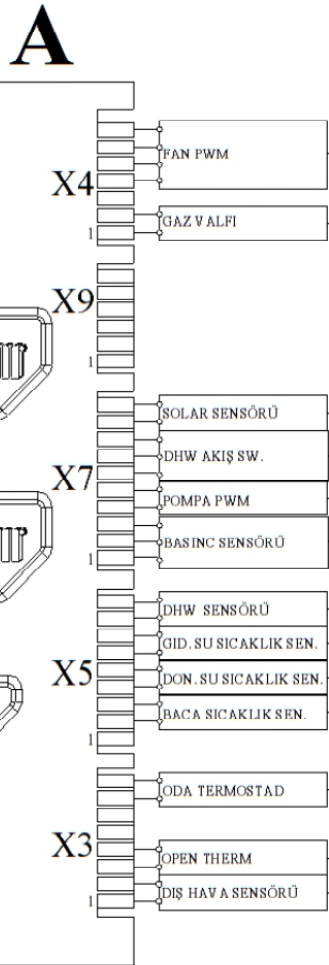 A
FAN PWM
X4
GAZ VALFI
1
X9
1
SOLAR SENSÖRÜ
DHW AKIŞ SW.
X7
POMPA PWM
BASINC SENSÖRÜ
1
DHW SENSÖRÜ
GID. SU SICAKLIK SEN.
X5
DON. SU SICAKLIK SEN.
BACA SICAKLIK SEN.
1
ODA TERMOSTAD
X3
OPEN THERM
DIŞ HAVA SENSÖRÜ
1